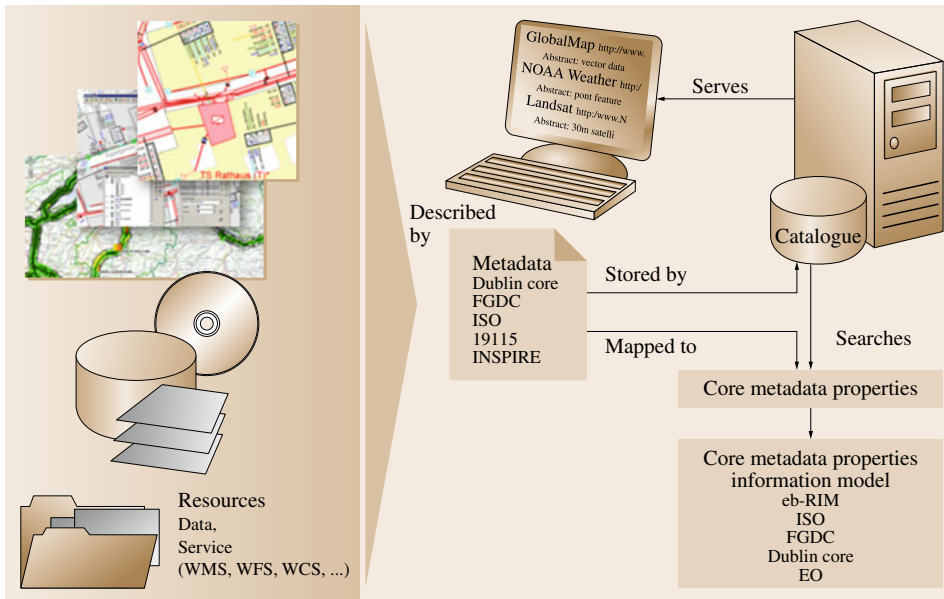 TS Rathaus (T)
Resources
Data,
Service
(WMS, WFS, WCS, ...)
GlobalMap http://www.
Abstract: vector data
NOAA Weather http:/
Abstract: pont feature
Landsat http:/www.N
Abstract: 30m satelli
Serves
Catalogue
Described
by
Metadata
Dublin core
FGDC
ISO
19115
INSPIRE
Stored by
Mapped to
Searches
Core metadata properties
Core metadata properties
information model
eb-RIM
ISO
FGDC
Dublin core
EO